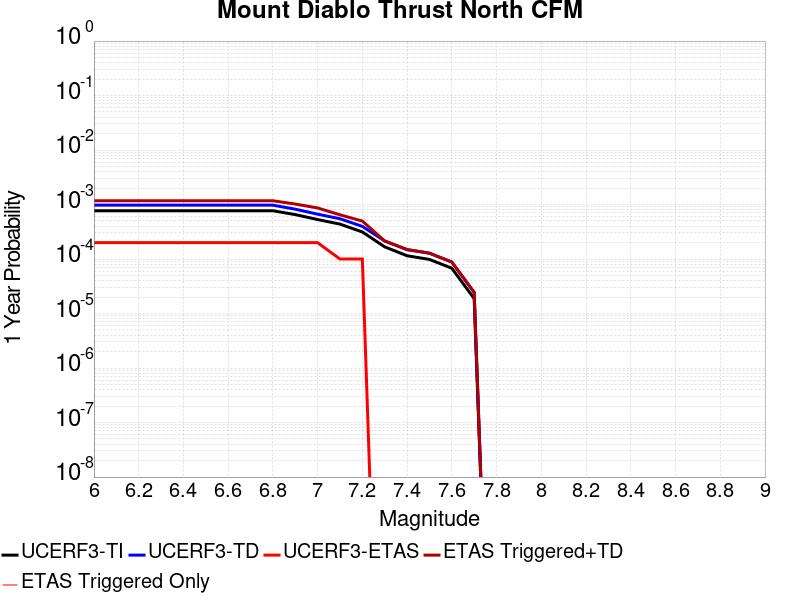 Mount Diablo Thrust North CFM
10^0
10^-1
10^-2
10^-3
10^-4
10^-5
10^-6
10^-7
10^-8
1 Year Probability
6 6.2 6.4 6.6 6.8 7 7.2 7.4 7.6 7.8 8 8.2 8.4 8.6 8.8 9
Magnitude
UCERF3-TI UCERF3-TD UCERF3-ETAS ETAS Triggered+TD
ETAS Triggered Only